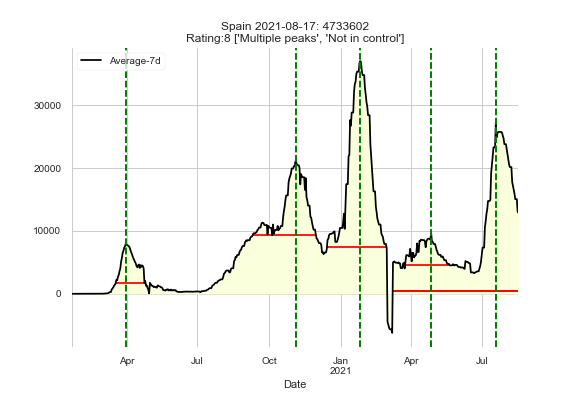 Spain 2021-08-17: 4733602
Rating:8 ['Multiple peaks', 'Not in control']
Average-7d
30000
20000
10000
0
Apr Jul Oct Jan Apr Jul
2021
Date